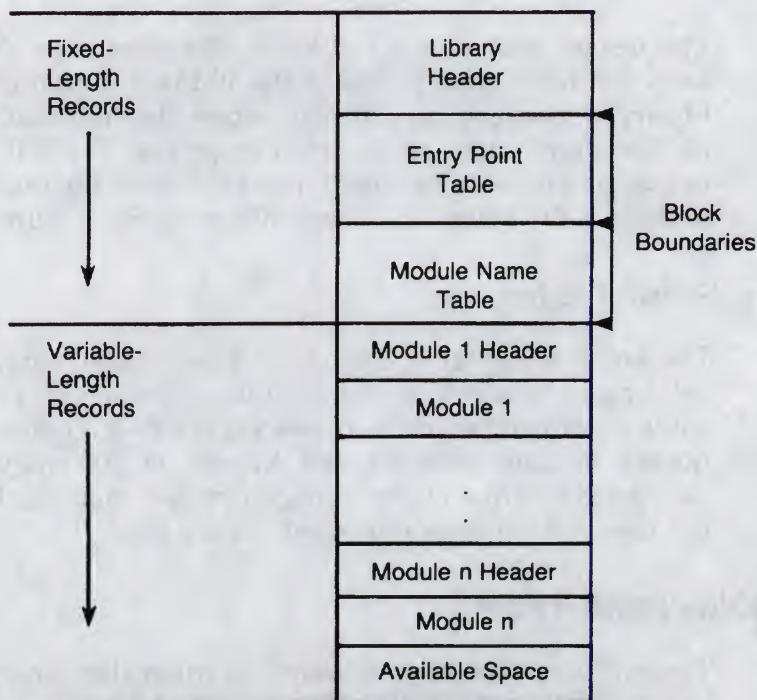 Fixed-
Length
Records
Library
Header
Entry Point
Table
Block
Boundaries
Module Name
Table
Variable-
Length
Records
Module 1 Header
Module 1
.
.
Module n Header
Module n
Available Space